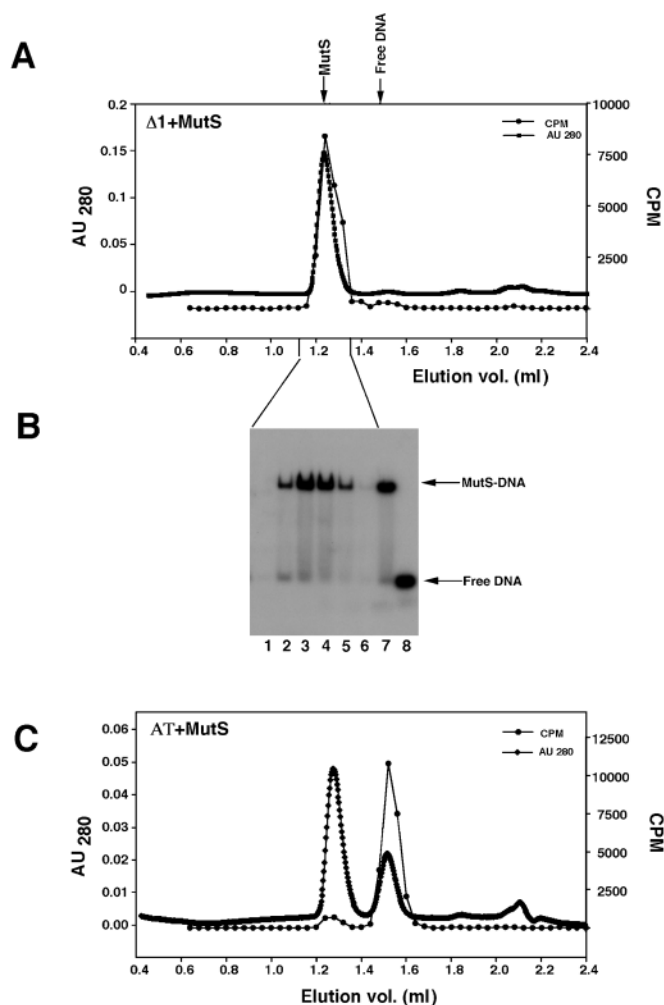 A
MutS
Free DNA
Δ1+MutS
CPM
AU 280
0.2
0.15
0.1
0.05
0
AU 280
10000
7500
5000
2500
CPM
0.4 0.6 0.8 1.0 1.2 1.4 1.6 1.8 2.0 2.2 2.4
Elution vol. (ml)
B
MutS-DNA
Free DNA
1 2 3 4 5 6 7 8
C
AT+MutS
CPM
AU 280
0.06
0.05
0.04
0.03
0.02
0.01
0.00
AU 280
12500
10000
7500
5000
2500
CPM
0.4 0.6 0.8 1.0 1.2 1.4 1.6 1.8 2.0 2.2 2.4
Elution vol. (ml)